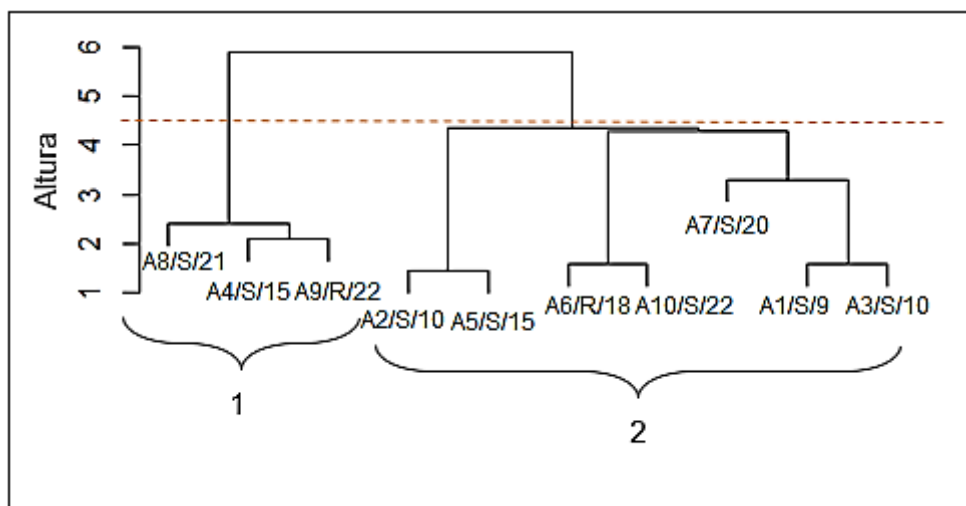 Altura
6
5
4
3
2
1
A8/S/21
A4/S/15
A9/R/22
A2/S/10
A5/S/15
A6/R/18
A10/S/22
A7/S/20
A1/S/9
A3/S/10
1
2